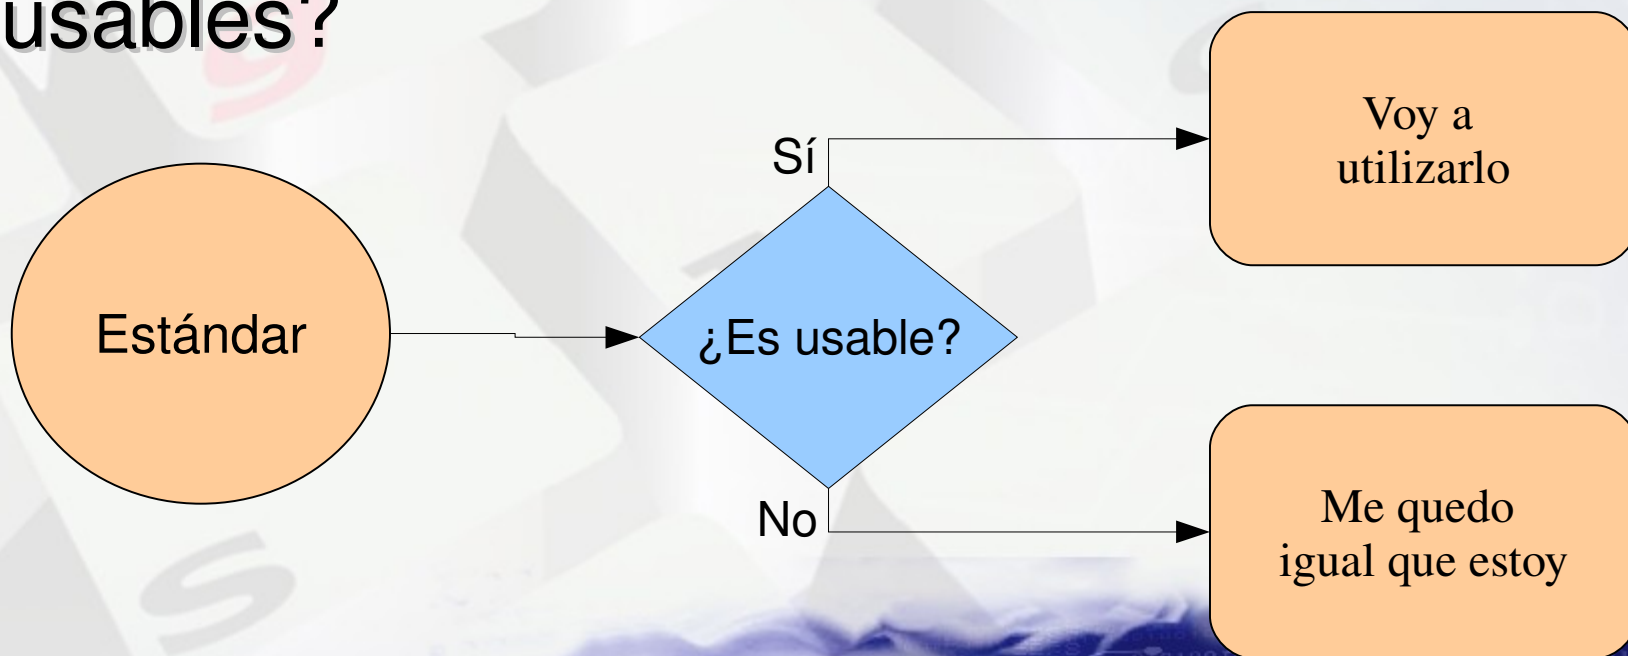 usables?
Estándar
¿Es usable?
Sí
Voy a
utilizarlo
No
Me quedo
igual que estoy